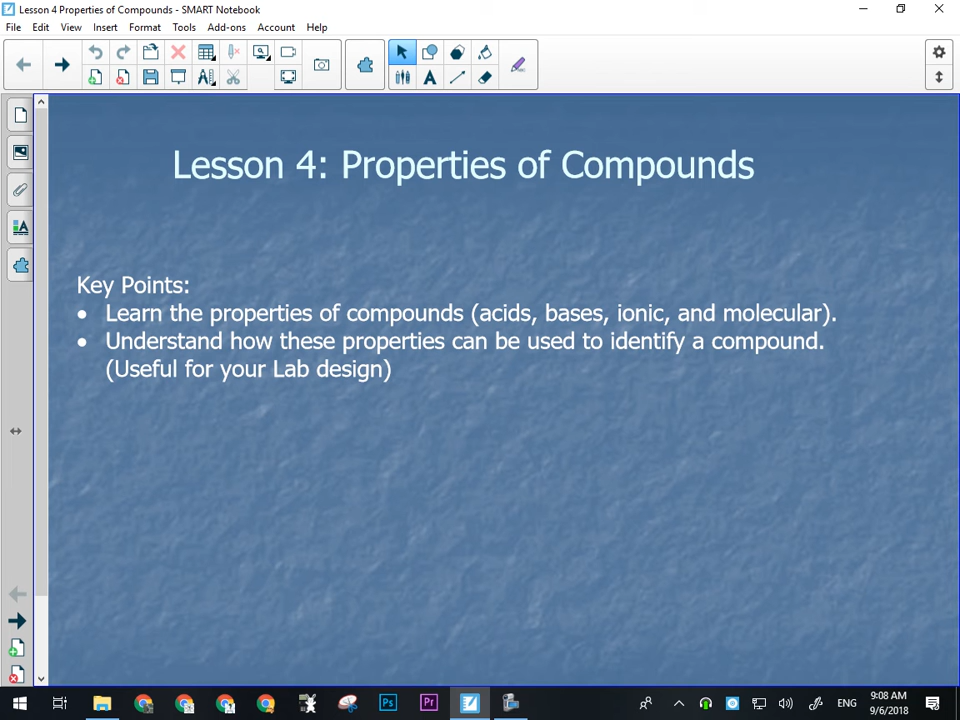 Lesson 4 Properties of Compounds - SMART Notebook
File Edit View Insert Format Tools Add-ons Account Help
Lesson 4: Properties of Compounds
Key Points:
• Learn the properties of compounds (acids, bases, ionic, and molecular).
• Understand how these properties can be used to identify a compound.
(Useful for your Lab design)
Ps Pr
ENG
9:08 AM
9/6/2018